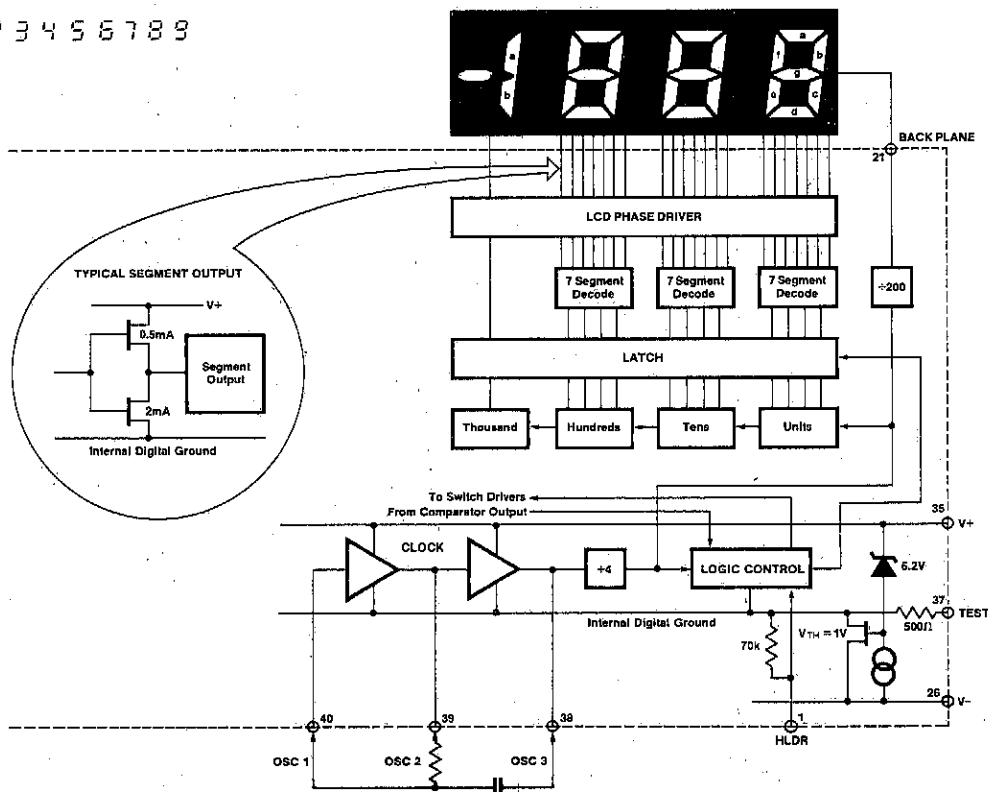 3 4 5 6 7 8 9
a
b
a
f
b
g
e
c
d
BACK PLANE
21
LCD PHASE DRIVER
TYPICAL SEGMENT OUTPUT
V+
0.5mA
Segment
Output
2mA
Internal Digital Ground
7 Segment
Decode
7 Segment
Decode
7 Segment
Decode
÷200
LATCH
Thousand
Hundreds
Tens
Units
To Switch Drivers
From Comparator Output
35
V+
CLOCK
÷4
LOGIC CONTROL
6.2V
37
TEST
500Ω
Internal Digital Ground
VTH = 1V
70k
26
V–
40
39
38
1
HLDR
OSC 1
OSC 2
OSC 3